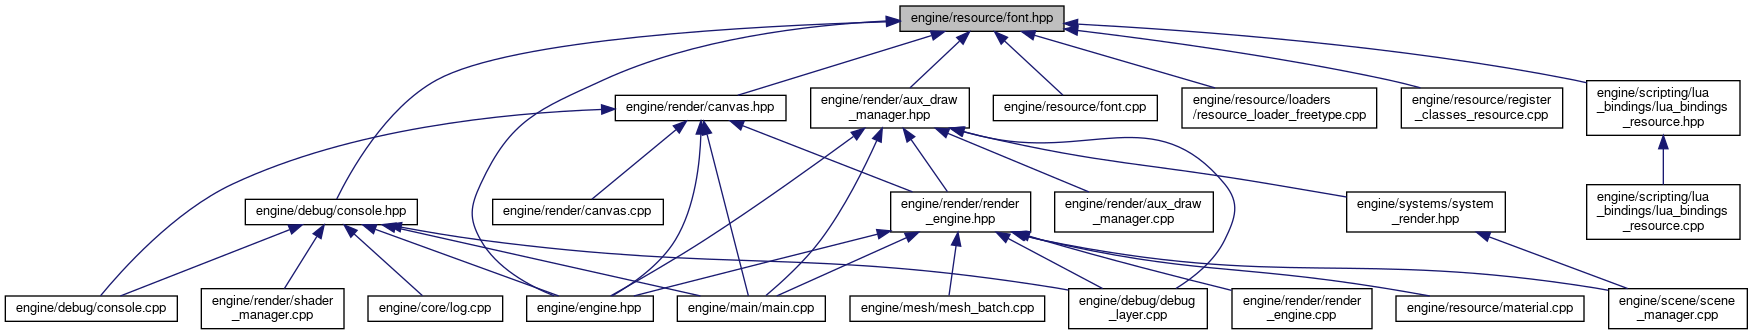 engine/resource/font.hpp
engine/render/canvas.hpp
engine/render/aux_draw
_manager.hpp
engine/resource/font.cpp
engine/resource/loaders
/resource_loader_freetype.cpp
engine/resource/register
_classes_resource.cpp
engine/scripting/lua
_bindings/lua_bindings
_resource.hpp
engine/debug/console.hpp
engine/render/canvas.cpp
engine/render/render
_engine.hpp
engine/render/aux_draw
_manager.cpp
engine/systems/system
_render.hpp
engine/scripting/lua
_bindings/lua_bindings
_resource.cpp
engine/debug/console.cpp
engine/render/shader
_manager.cpp
engine/core/log.cpp
engine/engine.hpp
engine/main/main.cpp
engine/mesh/mesh_batch.cpp
engine/debug/debug
_layer.cpp
engine/render/render
_engine.cpp
engine/resource/material.cpp
engine/scene/scene
_manager.cpp